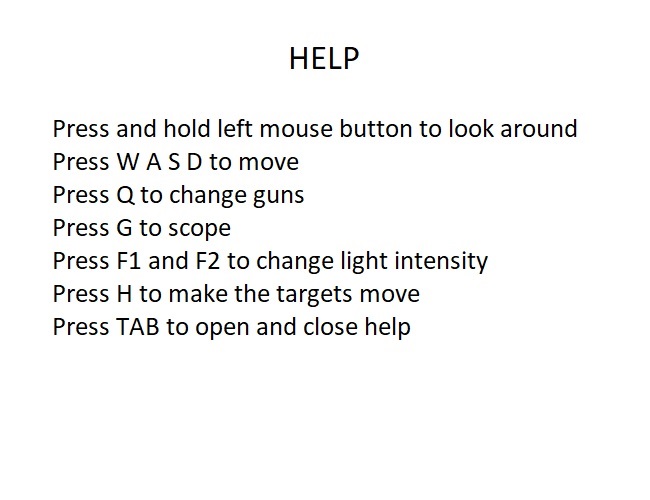 HELP
Press and hold left mouse button to look around
Press W A S D to move
Press Q to change guns
Press G to scope
Press F1 and F2 to change light intensity
Press H to make the targets move
Press TAB to open and close help